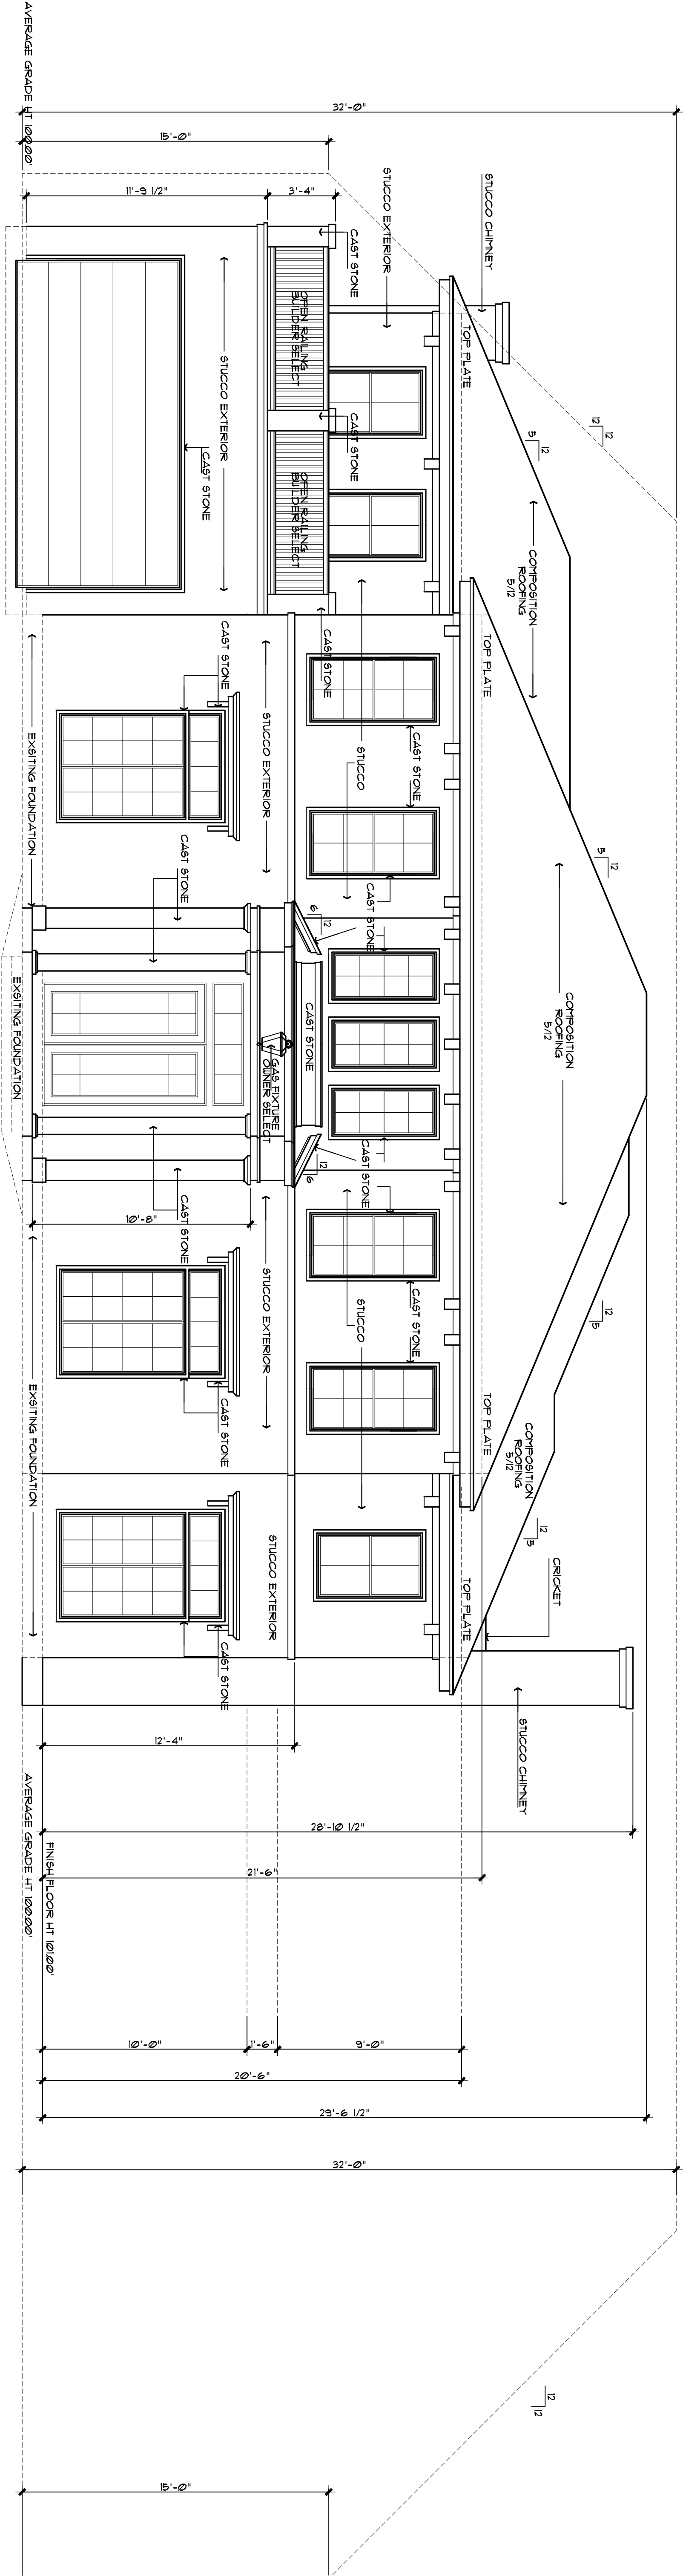 AVERAGE GRADE HT 100.00'
32'-0"
15'-0"
11'-9 1/2"
3'-4"
STUCCO EXTERIOR
STUCCO CHIMNEY
CAST STONE
TOP PLATE
OPEN RAILING
BUILDER SELECT
12
12
12
5
STUCCO EXTERIOR
CAST STONE
CAST STONE
OPEN RAILING
BUILDER SELECT
COMPOSITION
ROOFING
5/12
CAST STONE
CAST STONE
TOP PLATE
EXSITING FOUNDATION
STUCCO EXTERIOR
STUCCO
CAST STONE
12
5
CAST STONE
CAST STONE
6
12
COMPOSITION
ROOFING
5/12
EXSITING FOUNDATION
CAST STONE
GAS FIXTURE
OWNER SELECT
CAST STONE
12
6
10'-8"
CAST STONE
STUCCO EXTERIOR
STUCCO
CAST STONE
12
5
EXSITING FOUNDATION
CAST STONE
TOP PLATE
COMPOSITION
ROOFING
5/12
12
5
STUCCO EXTERIOR
TOP PLATE
CRICKET
CAST STONE
STUCCO CHIMNEY
12'-4"
28'-10 1/2"
21'-6"
AVERAGE GRADE HT 100.00'
FINISH FLOOR HT 101.00'
10'-0"
1'-6"
9'-0"
20'-6"
29'-6 1/2"
32'-0"
12
12
15'-0"